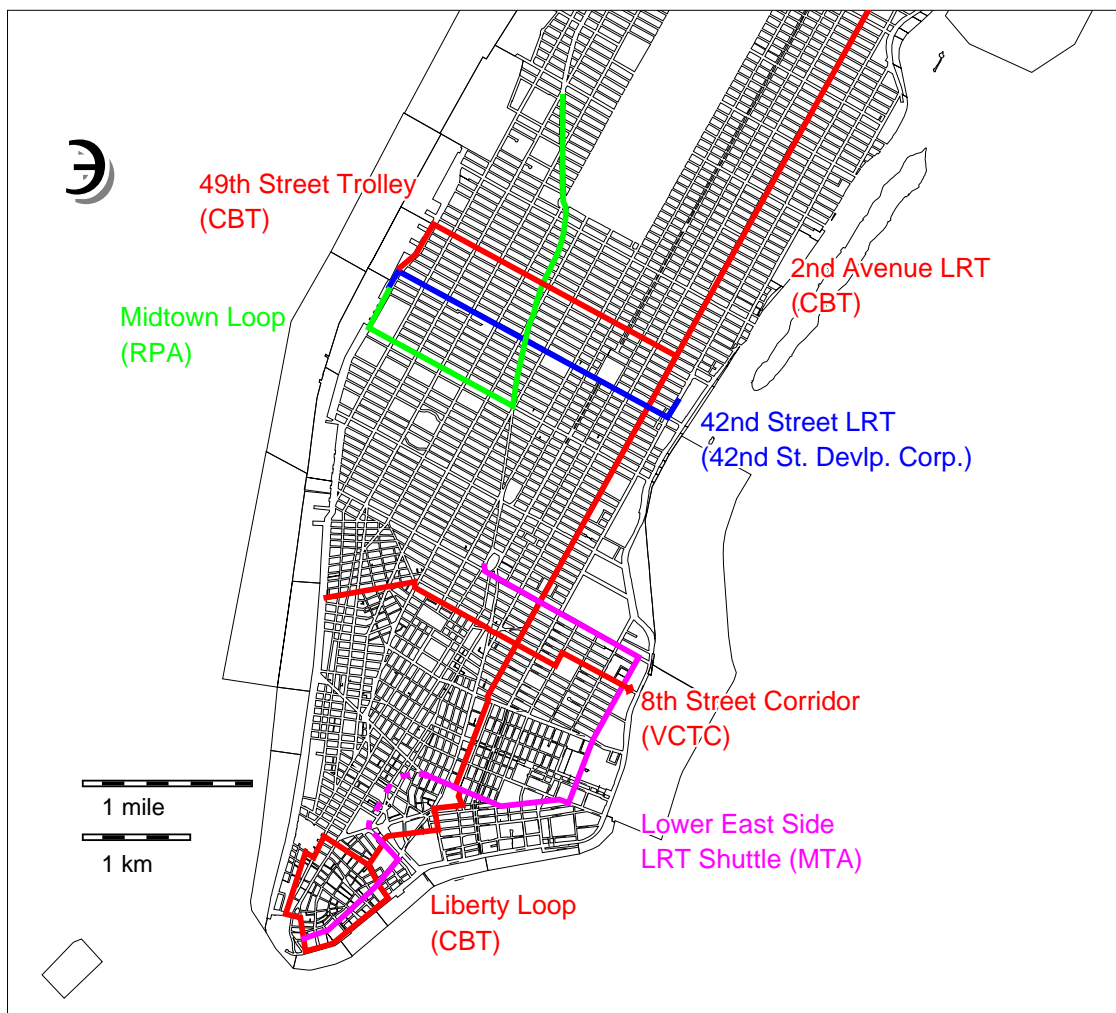 49th Street Trolley
(CBT)
2nd Avenue LRT
(CBT)
Midtown Loop
(RPA)
42nd Street LRT
(42nd St. Devlp. Corp.)
8th Street Corridor
(VCTC)
1 mile
1 km
Lower East Side
LRT Shuttle (MTA)
Liberty Loop
(CBT)